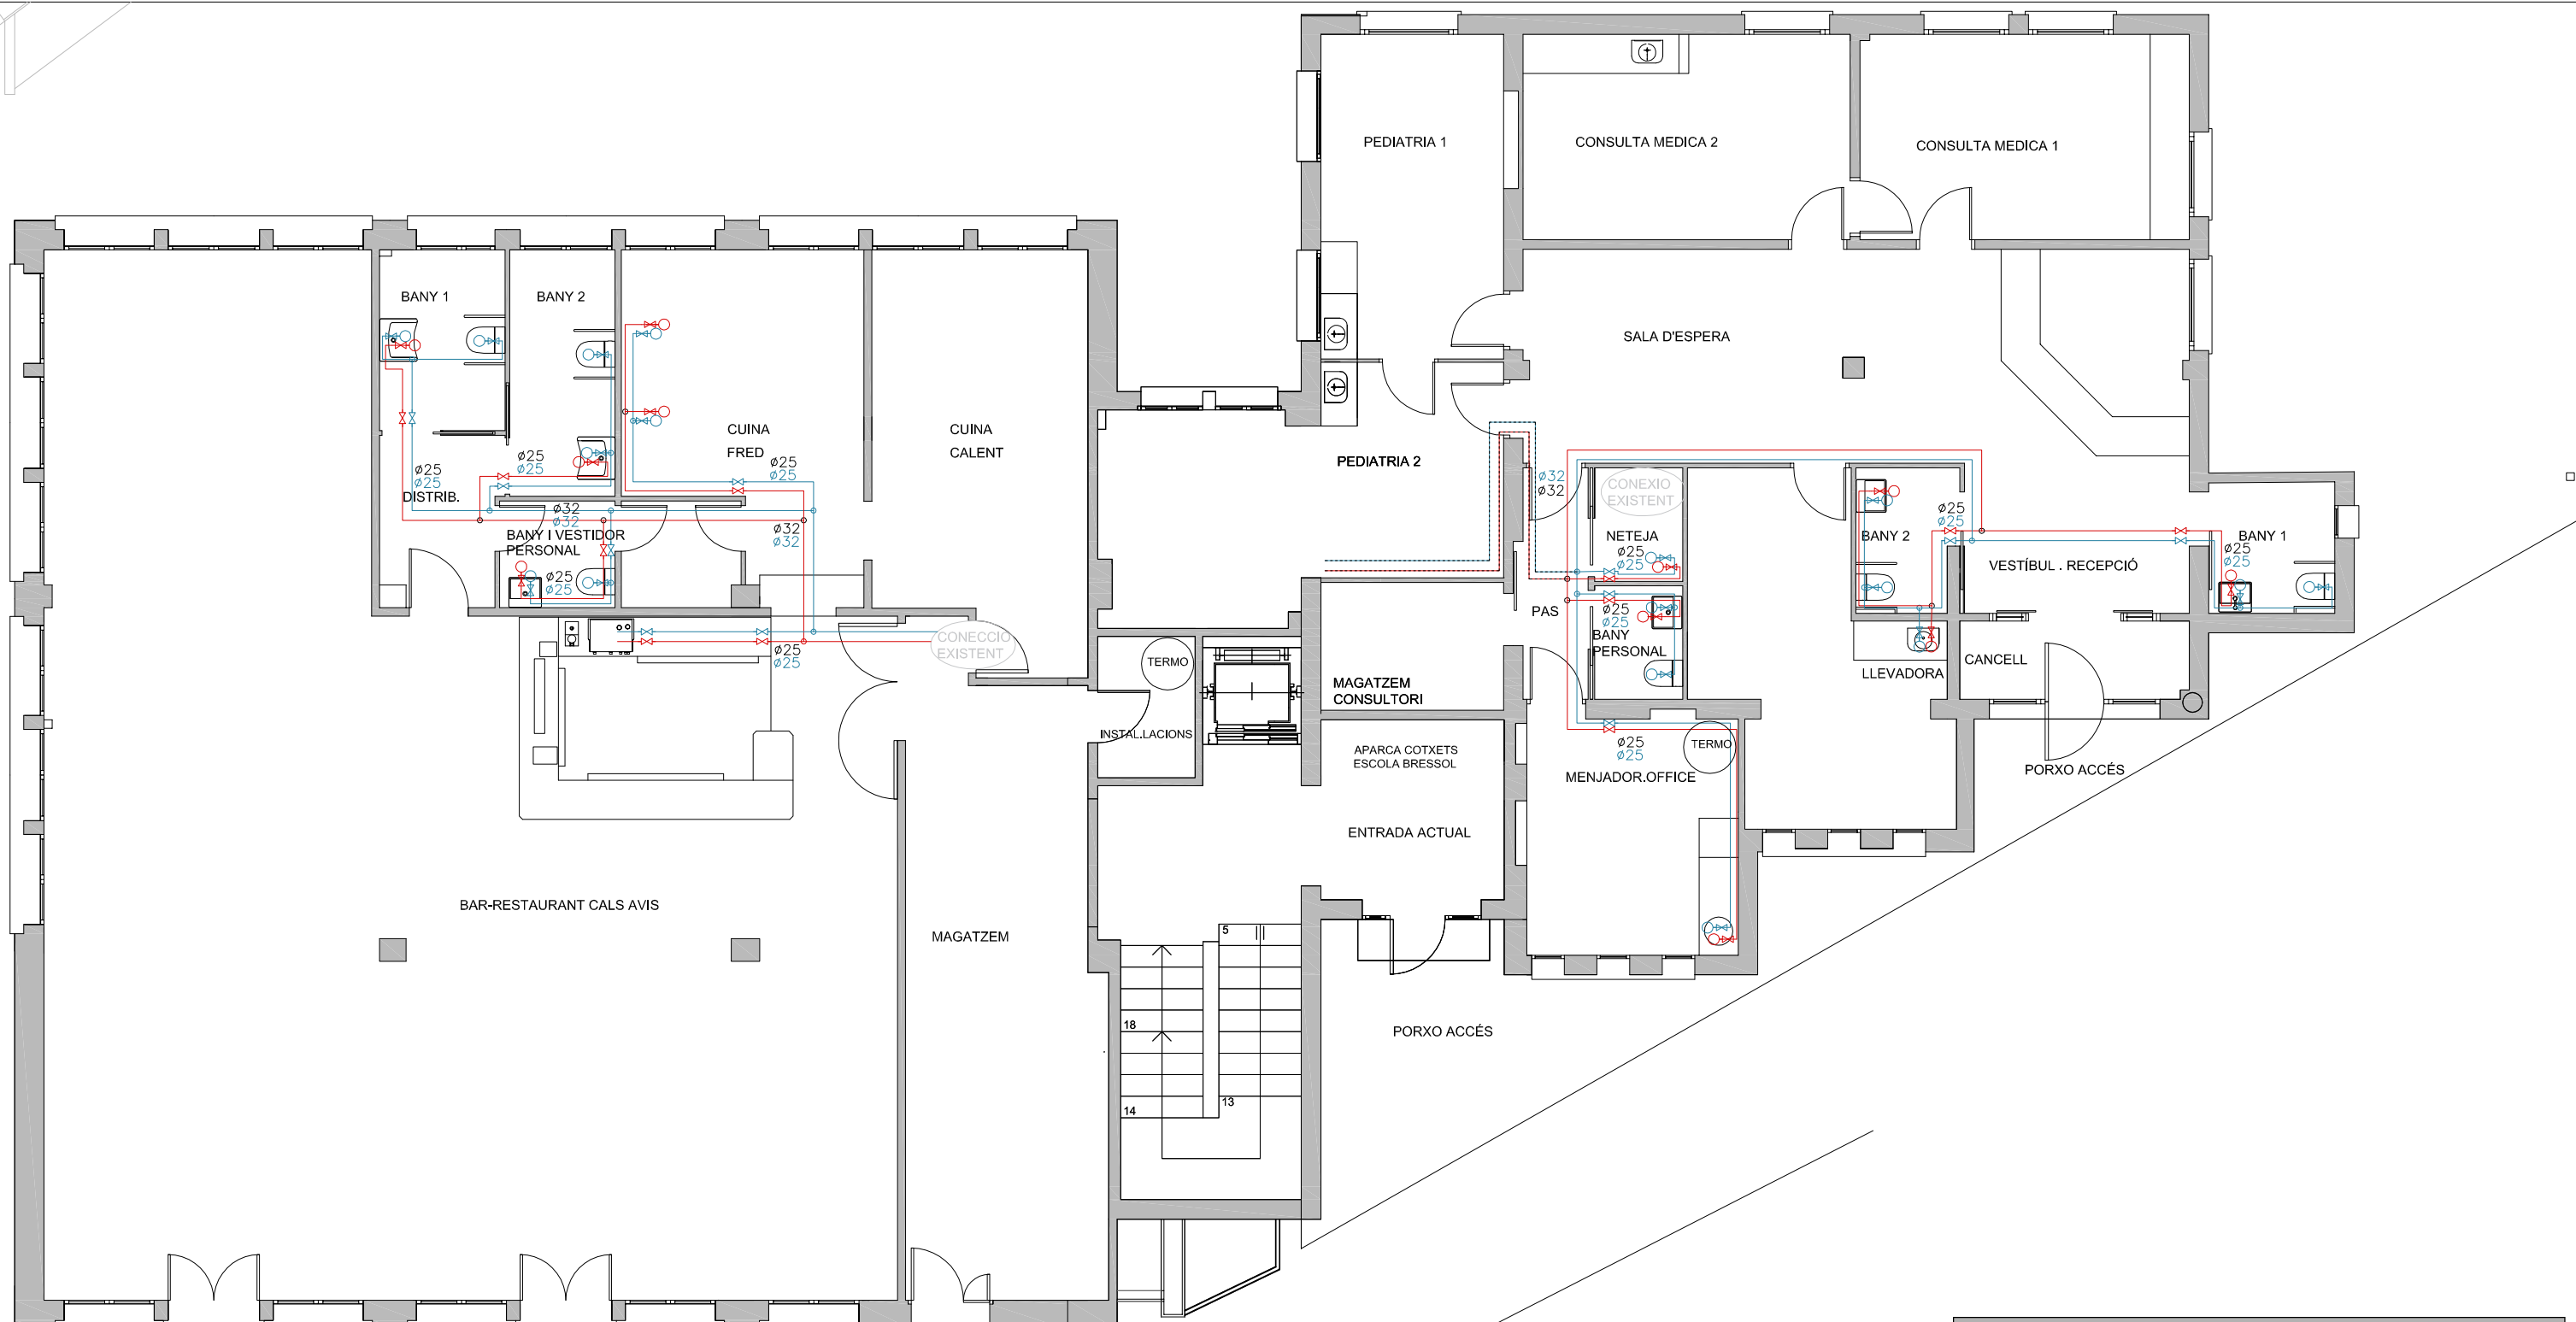 PEDIATRIA 1
CONSULTA MEDICA 2
CONSULTA MEDICA 1
BANY 1
BANY 2
SALA D'ESPERA
CUINA
FRED
CUINA
CALENT
PEDIATRIA 2
ø25
ø25
ø25
ø25
ø25
ø25
DISTRIB.
ø32
ø32
BANY I VESTIDOR
PERSONAL
ø32
ø32
ø25
ø25
ø32
ø32
CONEXIO
EXISTENT
NETEJA
ø25
ø25
BANY 2
ø25
ø25
BANY 1
ø25
ø25
VESTÍBUL . RECEPCIÓ
PAS
ø25
ø25
BANY
PERSONAL
CONECCIO
EXISTENT
ø25
ø25
TERMO
MAGATZEM
CONSULTORI
LLEVADORA
CANCELL
INSTAL.LACIONS
APARCA COTXETS
ESCOLA BRESSOL
ø25
ø25
TERMO
MENJADOR.OFFICE
PORXO ACCÉS
ENTRADA ACTUAL
BAR-RESTAURANT CALS AVIS
MAGATZEM
5
18
14
13
PORXO ACCÉS